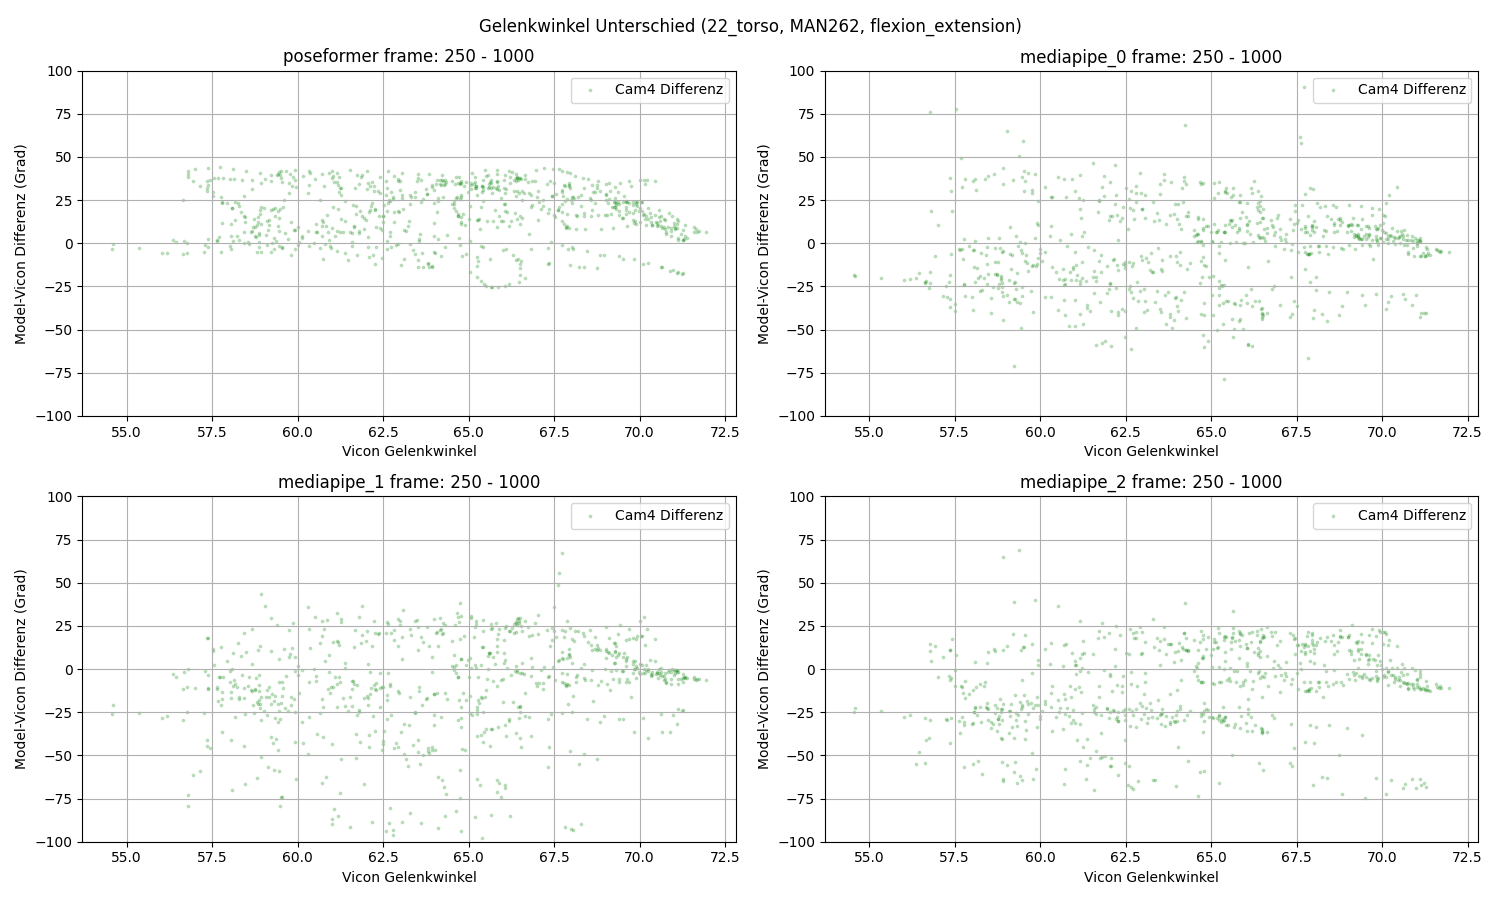 Gelenkwinkel Unterschied (22_torso, MAN262, flexion_extension)
poseformer frame: 250 - 1000
Cam4 Differenz
Model-Vicon Differenz (Grad)
100
75
50
25
0
−25
−50
−75
−100
55.0 57.5 60.0 62.5 65.0 67.5 70.0 72.5
Vicon Gelenkwinkel
mediapipe_0 frame: 250 - 1000
Cam4 Differenz
Model-Vicon Differenz (Grad)
100
75
50
25
0
−25
−50
−75
−100
55.0 57.5 60.0 62.5 65.0 67.5 70.0 72.5
Vicon Gelenkwinkel
mediapipe_1 frame: 250 - 1000
Cam4 Differenz
Model-Vicon Differenz (Grad)
100
75
50
25
0
−25
−50
−75
−100
55.0 57.5 60.0 62.5 65.0 67.5 70.0 72.5
Vicon Gelenkwinkel
mediapipe_2 frame: 250 - 1000
Cam4 Differenz
Model-Vicon Differenz (Grad)
100
75
50
25
0
−25
−50
−75
−100
55.0 57.5 60.0 62.5 65.0 67.5 70.0 72.5
Vicon Gelenkwinkel